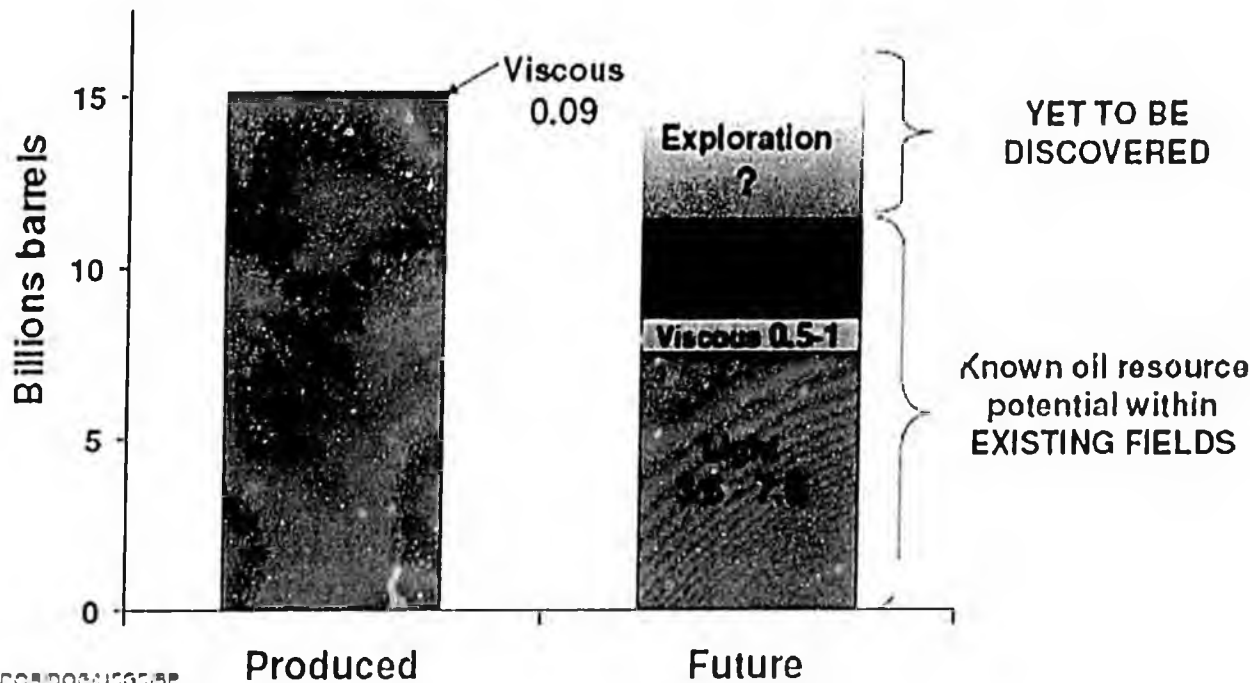 Billions barrels
15
10
5
0
Viscous
0.09
Exploration
?
Viscous 0.5-1
YET TO BE
DISCOVERED
Known oil resource
potential within
EXISTING FIELDS
Produced
Future